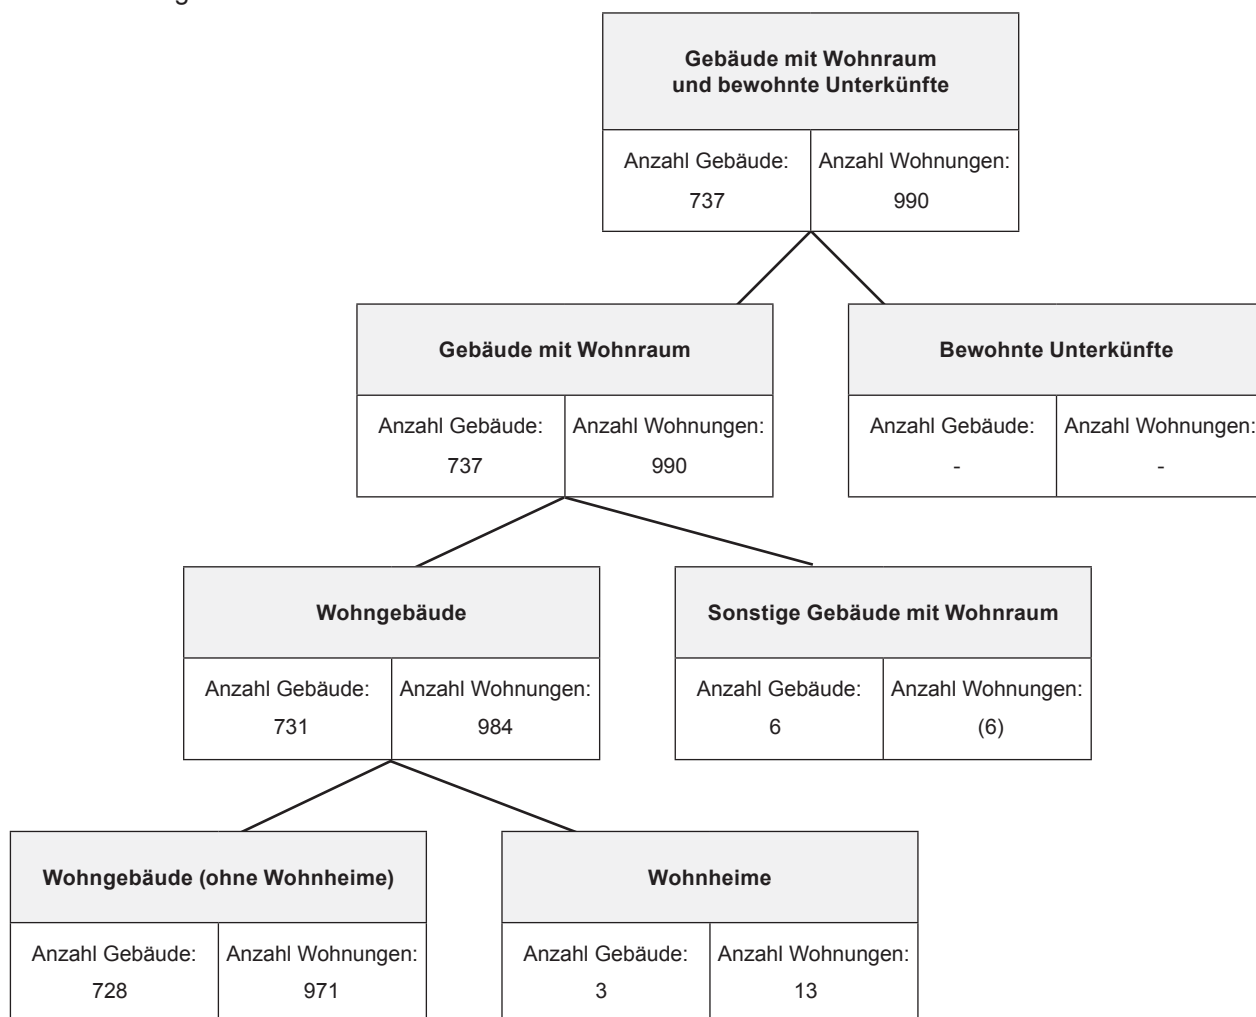 Gebäude mit Wohnraum
und bewohnte Unterkünfte
Anzahl Gebäude:
737
Anzahl Wohnungen:
990
Gebäude mit Wohnraum
Anzahl Gebäude:
737
Anzahl Wohnungen:
990
Bewohnte Unterkünfte
Anzahl Gebäude:
-
Anzahl Wohnungen:
-
Wohngebäude
Anzahl Gebäude:
731
Anzahl Wohnungen:
984
Sonstige Gebäude mit Wohnraum
Anzahl Gebäude:
6
Anzahl Wohnungen:
(6)
Wohngebäude (ohne Wohnheime)
Anzahl Gebäude:
728
Anzahl Wohnungen:
971
Wohnheime
Anzahl Gebäude:
3
Anzahl Wohnungen:
13